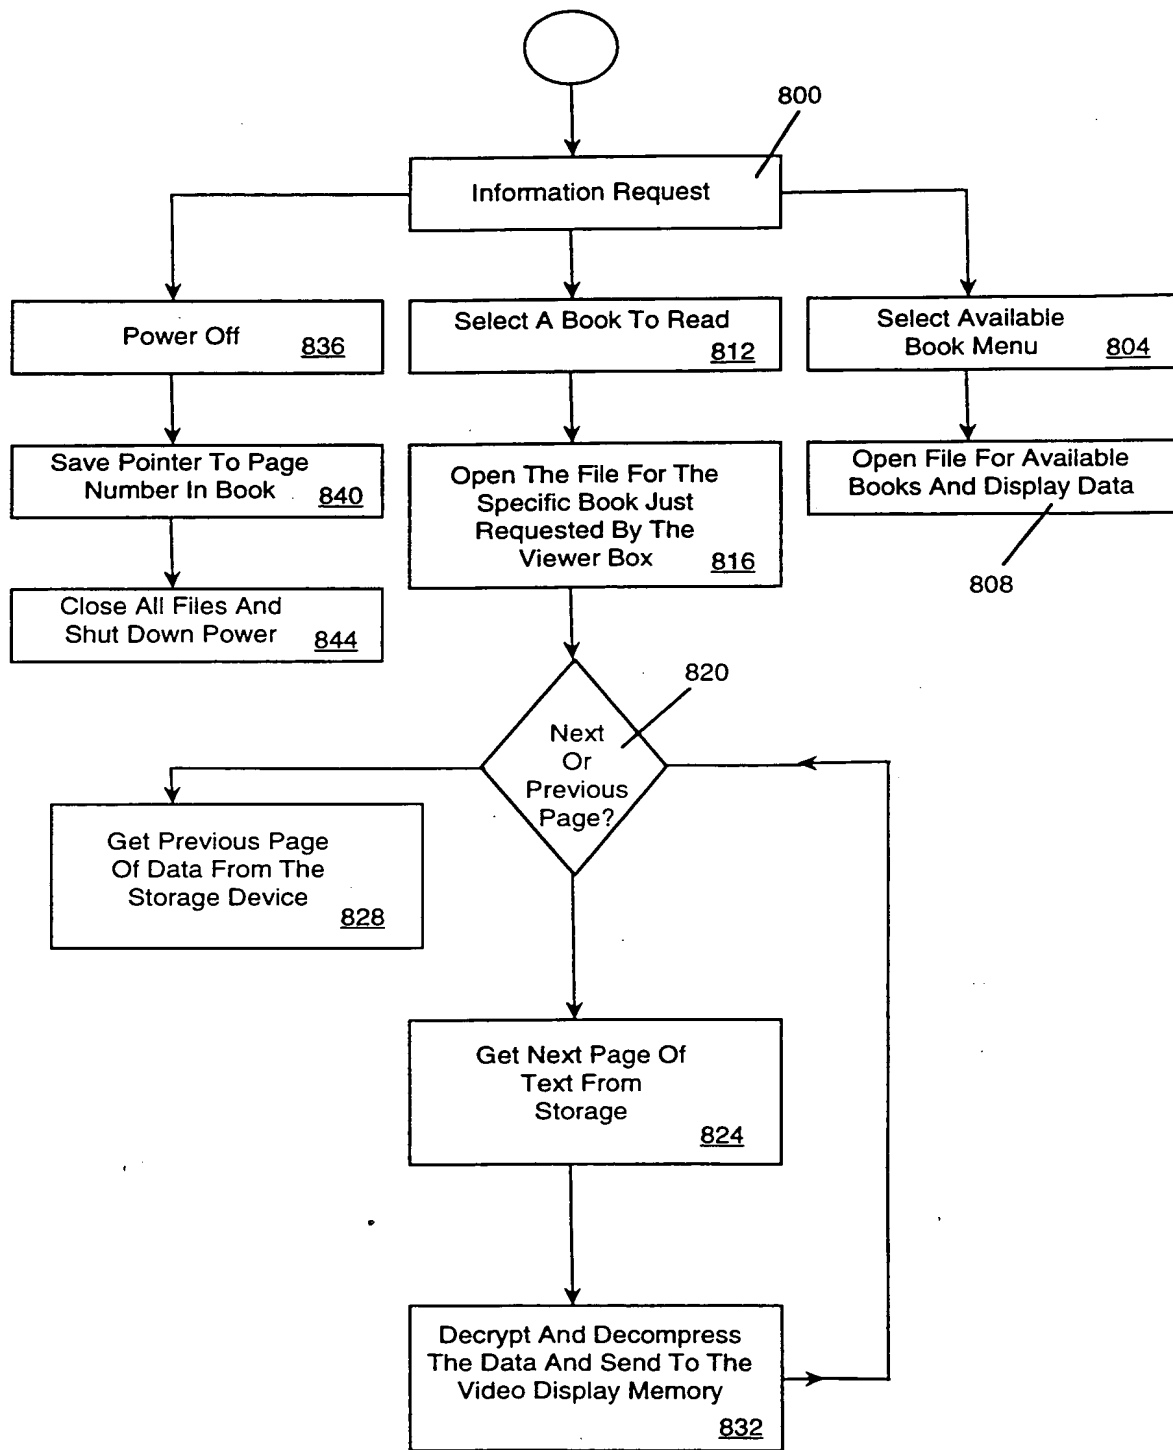 800
Information Request
Power Off
836
Select A Book To Read
812
Select Available
Book Menu
804
Save Pointer To Page
Number In Book
840
Open The File For The
Specific Book Just
Requested By The
Viewer Box
816
Open File For Available
Books And Display Data
808
Close All Files And
Shut Down Power
844
820
Next
Or
Previous
Page?
Get Previous Page
Of Data From The
Storage Device
828
Get Next Page Of
Text From
Storage
824
Decrypt And Decompress
The Data And Send To The
Video Display Memory
832